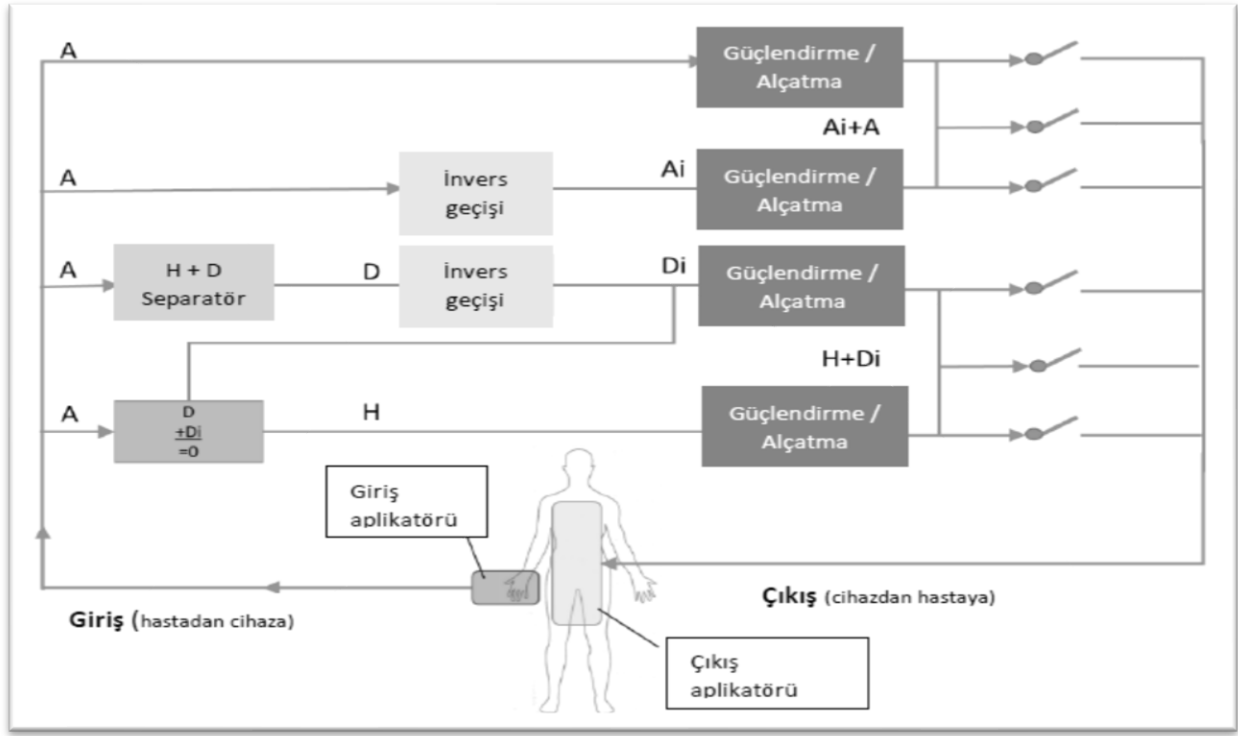 A
Güçlendirme /
Alçatma
Ai+A
A
İnvers
geçişi
Ai
Güçlendirme /
Alçatma
A
H + D
Separatör
D
İnvers
geçişi
Di
Güçlendirme /
Alçatma
H+Di
A
D
+Di
=0
H
Güçlendirme /
Alçatma
Giriş
aplikatörü
Giriş (hastadan cihaza)
Çıkış (cihazdan hastaya)
Çıkış
aplikatörü